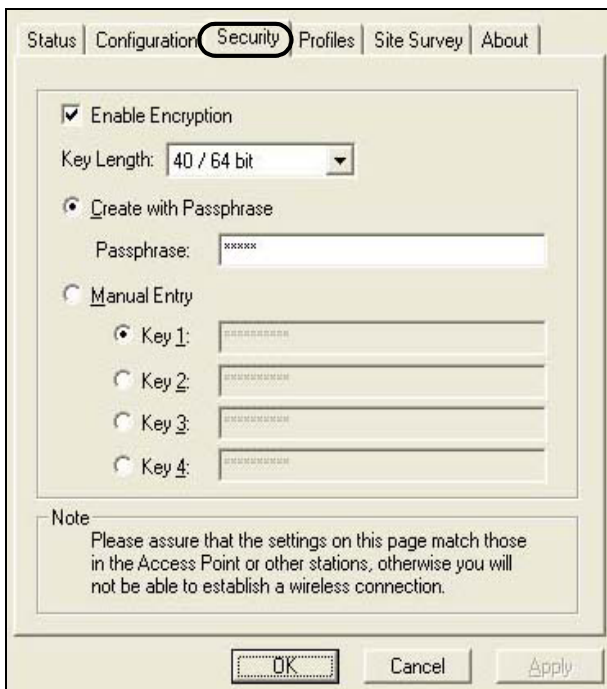 Status Configuration Security Profiles Site Survey About
Enable Encryption
Key Length: 40 / 64 bit
Create with Passphrase
Passphrase: *****
Manual Entry
Key 1: **********
Key 2: **********
Key 3: **********
Key 4: **********
Note
Please assure that the settings on this page match those
in the Access Point or other stations, otherwise you will
not be able to establish a wireless connection.
OK Cancel Apply